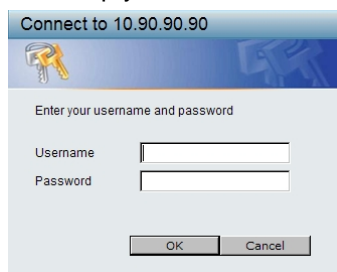 Connect to 10.90.90.90
Enter your username and password
Username
Password
OK Cancel